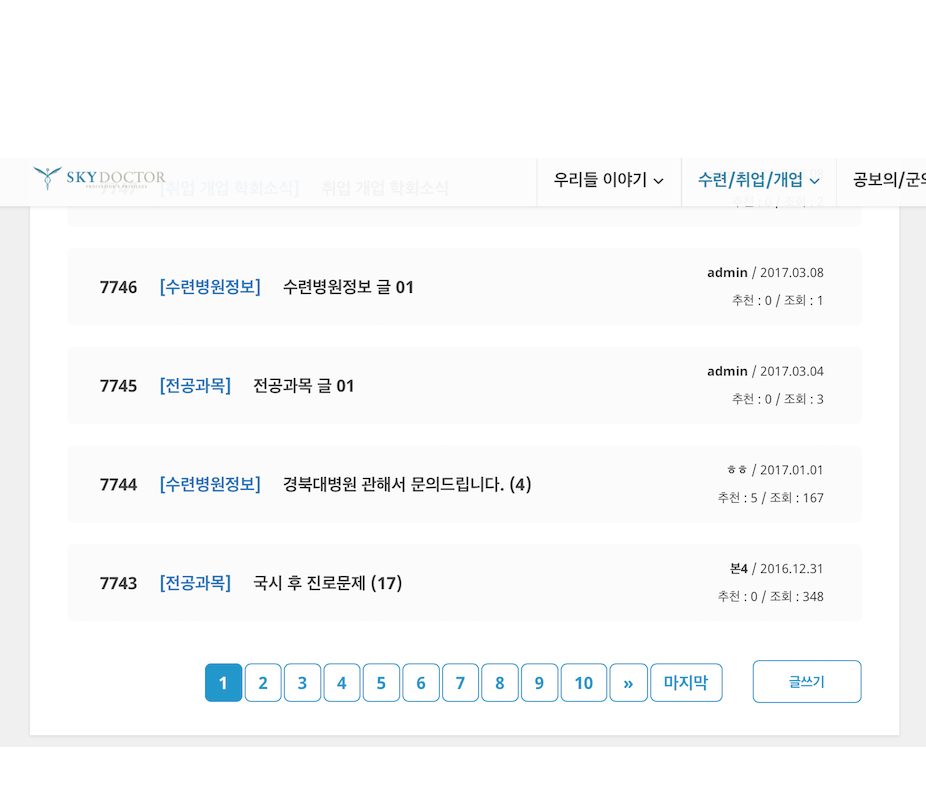 SKYDOCTOR
[취업 개업 학회소식] 취업 개업 학회소식
우리들 이야기
수련/취업/개업
공보의/군의
7746 [수련병원정보] 수련병원정보 글 01
admin / 2017.03.08
추천 : 0 / 조회 : 1
7745 [전공과목] 전공과목 글 01
admin / 2017.03.04
추천 : 0 / 조회 : 3
7744 [수련병원정보] 경북대병원 관해서 문의드립니다. (4)
ㅎㅎ / 2017.01.01
추천 : 5 / 조회 : 167
7743 [전공과목] 국시 후 진로문제 (17)
본4 / 2016.12.31
추천 : 0 / 조회 : 348
1 2 3 4 5 6 7 8 9 10 » 마지막 글쓰기